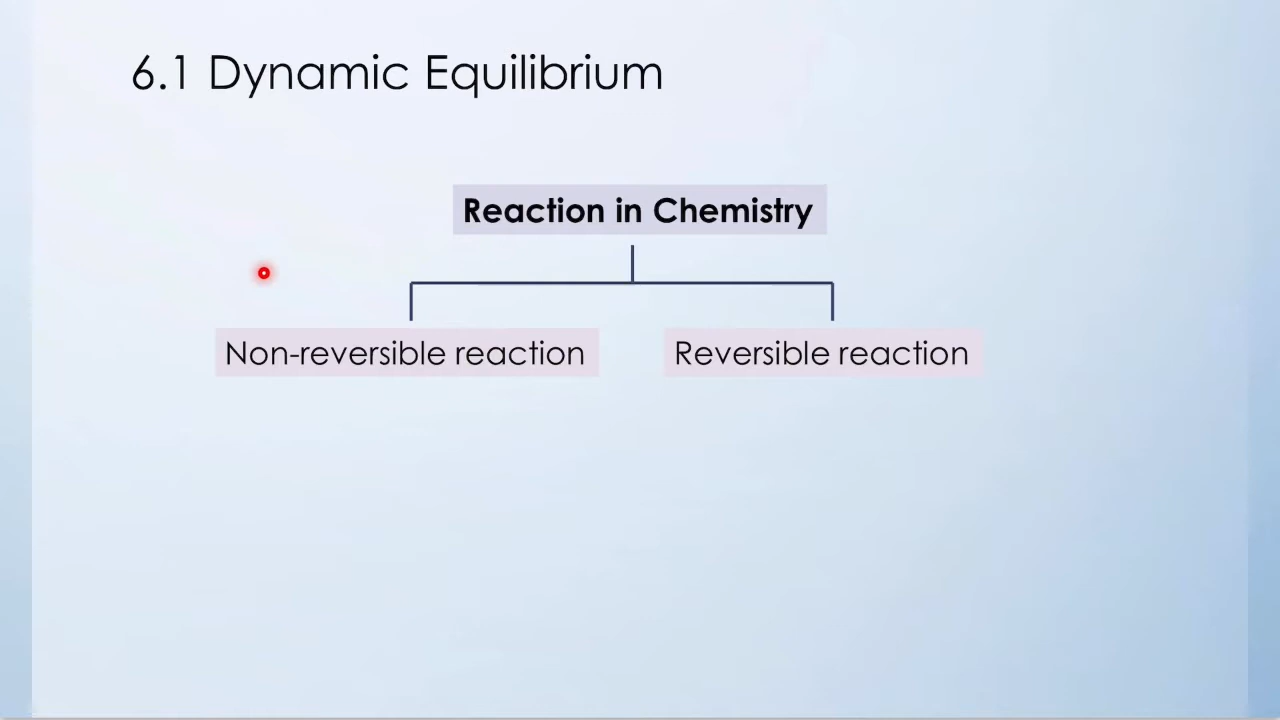 6.1 Dynamic Equilibrium
Reaction in Chemistry
Non-reversible reaction
Reversible reaction